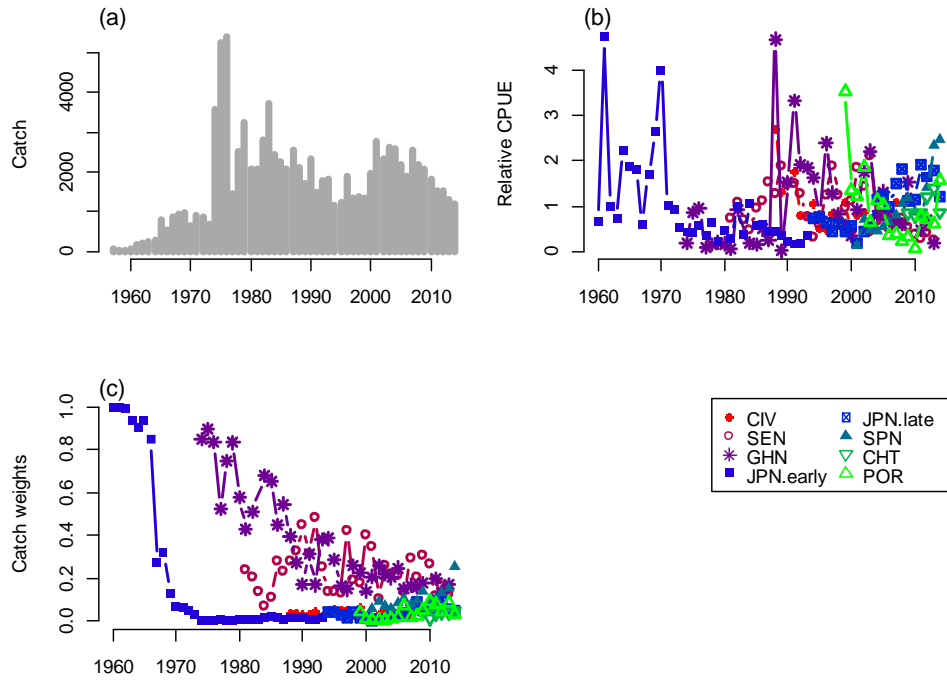 (a)
Catch
4000
2000
0
1960 1970 1980 1990 2000 2010
(b)
Relative CPUE
4
3
2
1
0
1960 1970 1980 1990 2000 2010
(c)
Catch weights
1.0
0.8
0.6
0.4
0.2
0.0
1960 1970 1980 1990 2000 2010
CIV JPN.late
SEN SPN
GHN CHT
JPN.early POR